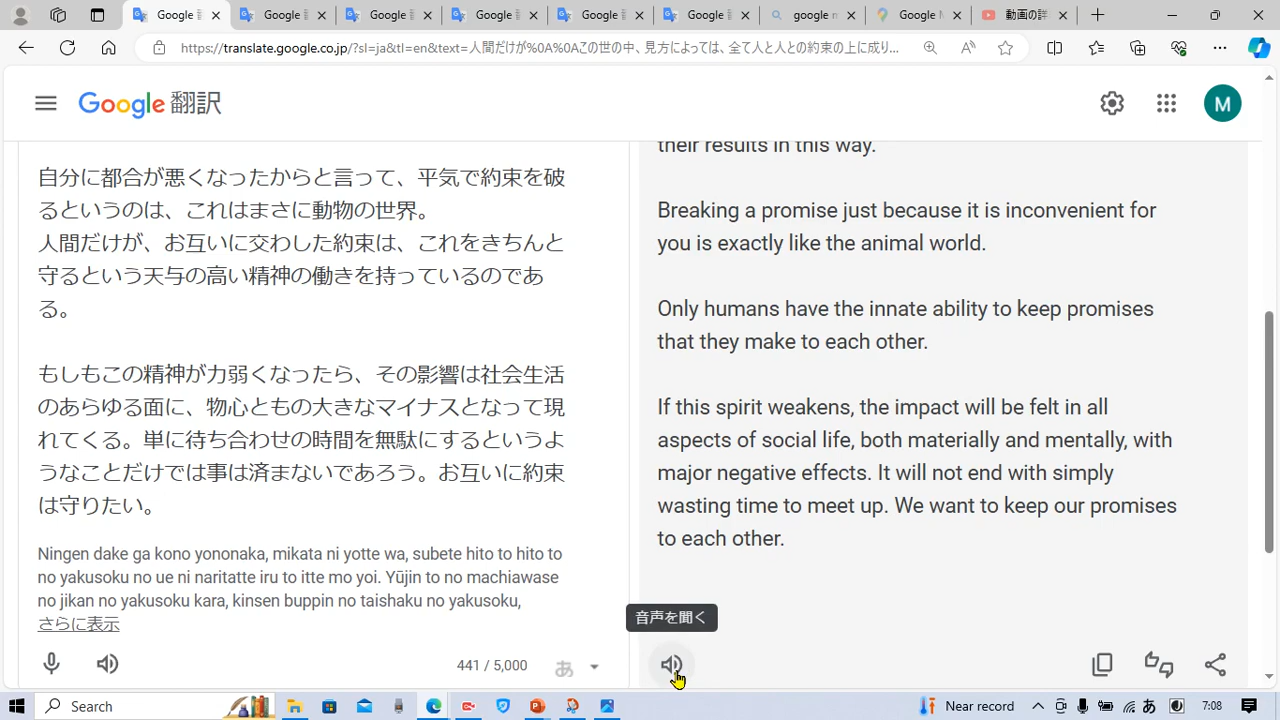 Google
Google
Google
Google
Google
Google
google m
Google M
動画の詳
https://translate.google.co.jp/?sl=ja&tl=en&text=人間だけが%0A%0Aこの世の中、見方によっては、全て人と人との約束の上に成り...
Google 翻訳
M
自分に都合が悪くなったからと言って、平気で約束を破
るというのは、これはまさに動物の世界。
人間だけが、お互いに交わした約束は、これをきちんと
守るという天与の高い精神の働きを持っているのであ
る。
もしもこの精神が力弱くなったら、その影響は社会生活
のあらゆる面に、物心ともの大きなマイナスとなって現
れてくる。単に待ち合わせの時間を無駄にするというよ
うなことだけでは事は済まないであろう。お互いに約束
は守りたい。
Ningen dake ga kono yononaka, mikata ni yotte wa, subete hito to hito to
no yakusoku no ue ni naritatte iru to itte mo yoi. Yūjin to no machiawase
no jikan no yakusoku kara, kinsen buppin no taishaku no yakusoku,
さらに表示
441 / 5,000
あ
their results in this way.
Breaking a promise just because it is inconvenient for
you is exactly like the animal world.
Only humans have the innate ability to keep promises
that they make to each other.
If this spirit weakens, the impact will be felt in all
aspects of social life, both materially and mentally, with
major negative effects. It will not end with simply
wasting time to meet up. We want to keep our promises
to each other.
音声を聞く
Search
Near record
あ
7:08